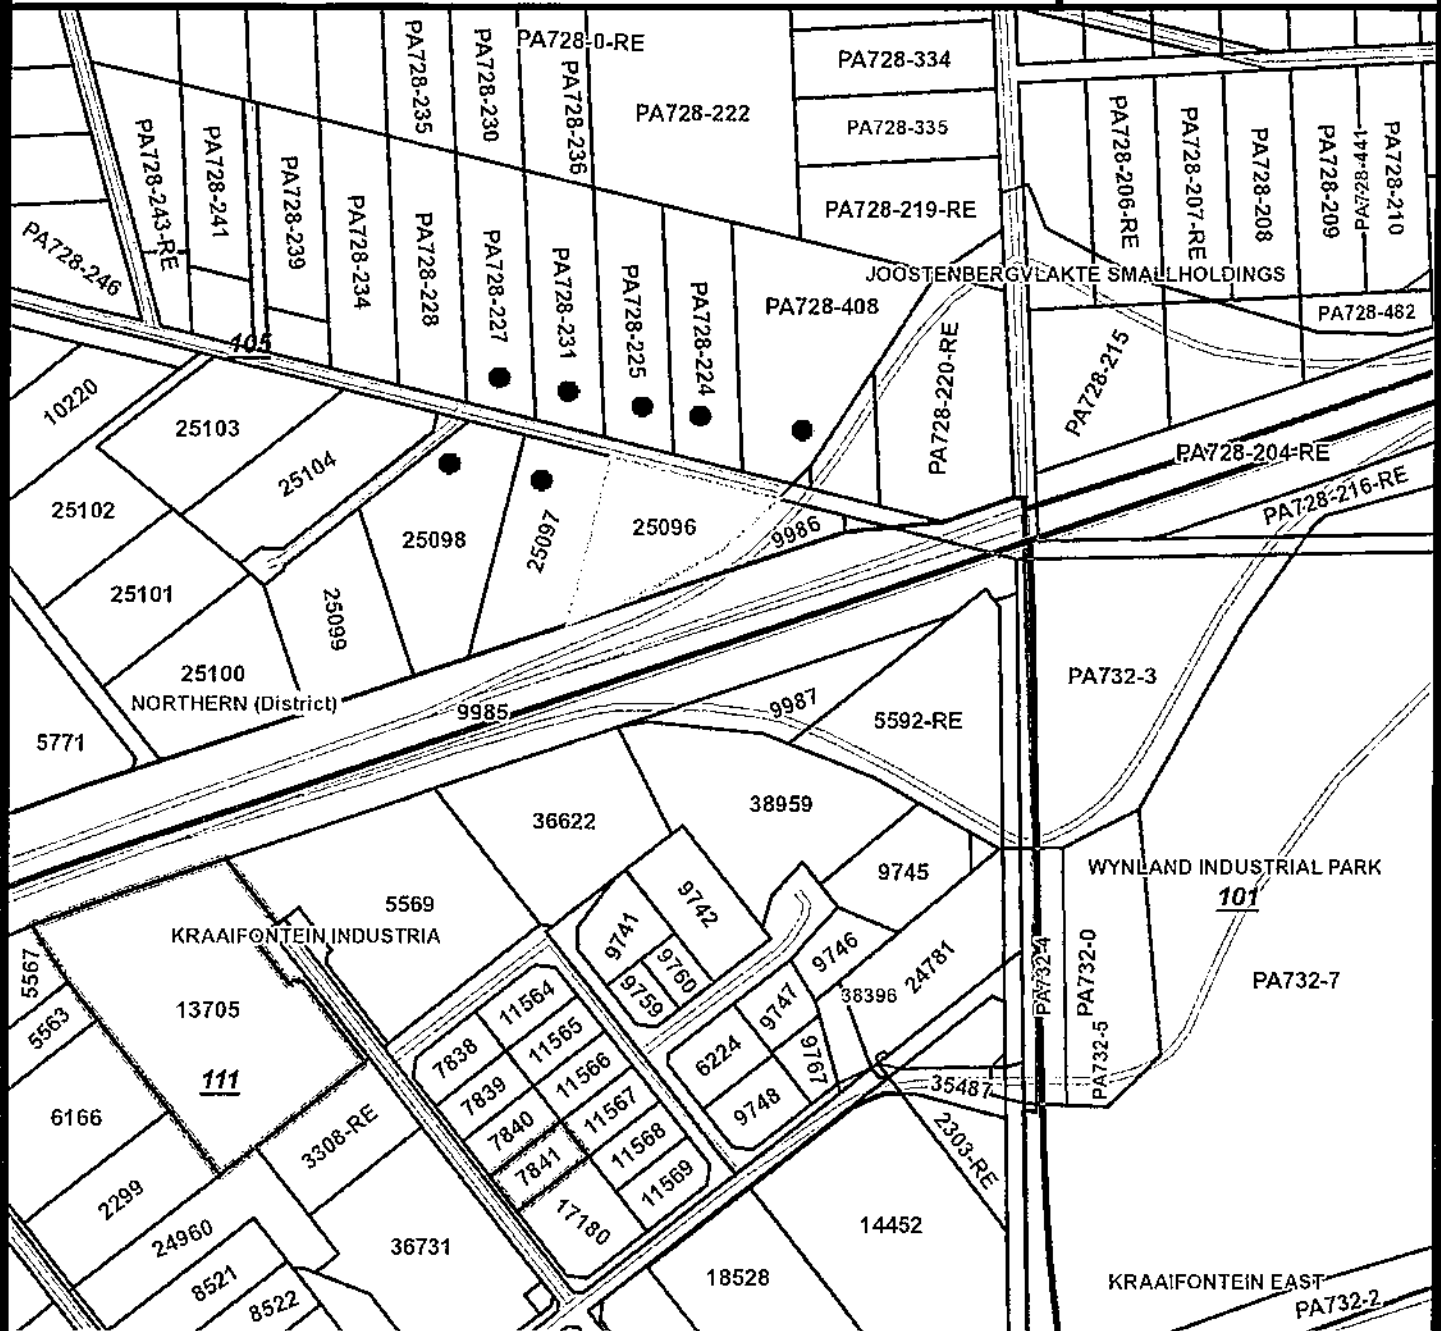 PA728-0-RE
PA728-235
PA728-230
PA728-236
PA728-222
PA728-334
PA728-335
PA728-219-RE
PA728-206-RE
PA728-207-RE
PA728-208
PA728-209
PA728-441
PA728-210
PA728-243-RE
PA728-241
PA728-239
PA728-234
PA728-228
PA728-227
PA728-231
PA728-225
PA728-224
PA728-408
PA728-246
JOOSTENBERGVLAKTE SMALLHOLDINGS
PA728-482
PA728-220-RE
PA728-215
105
10220
25103
25104
25102
25098
25097
25096
9986
PA728-204-RE
PA728-216-RE
25101
25099
25100
NORTHERN (District)
5771
9985
9987
5592-RE
PA732-3
36622
38959
9745
WYNLAND INDUSTRIAL PARK
101
5569
KRAAIFONTEIN INDUSTRIA
9741
9742
9760
9759
9746
24781
38396
9747
PA732-4
PA732-0
PA732-5
PA732-7
5567
5563
13705
111
6166
11564
11565
11566
11567
11568
11569
7838
7839
7840
7841
17180
6224
9748
9767
35487
2303-RE
3308-RE
2299
24960
8521
8522
36731
18528
14452
KRAAIFONTEIN EAST
PA732-2